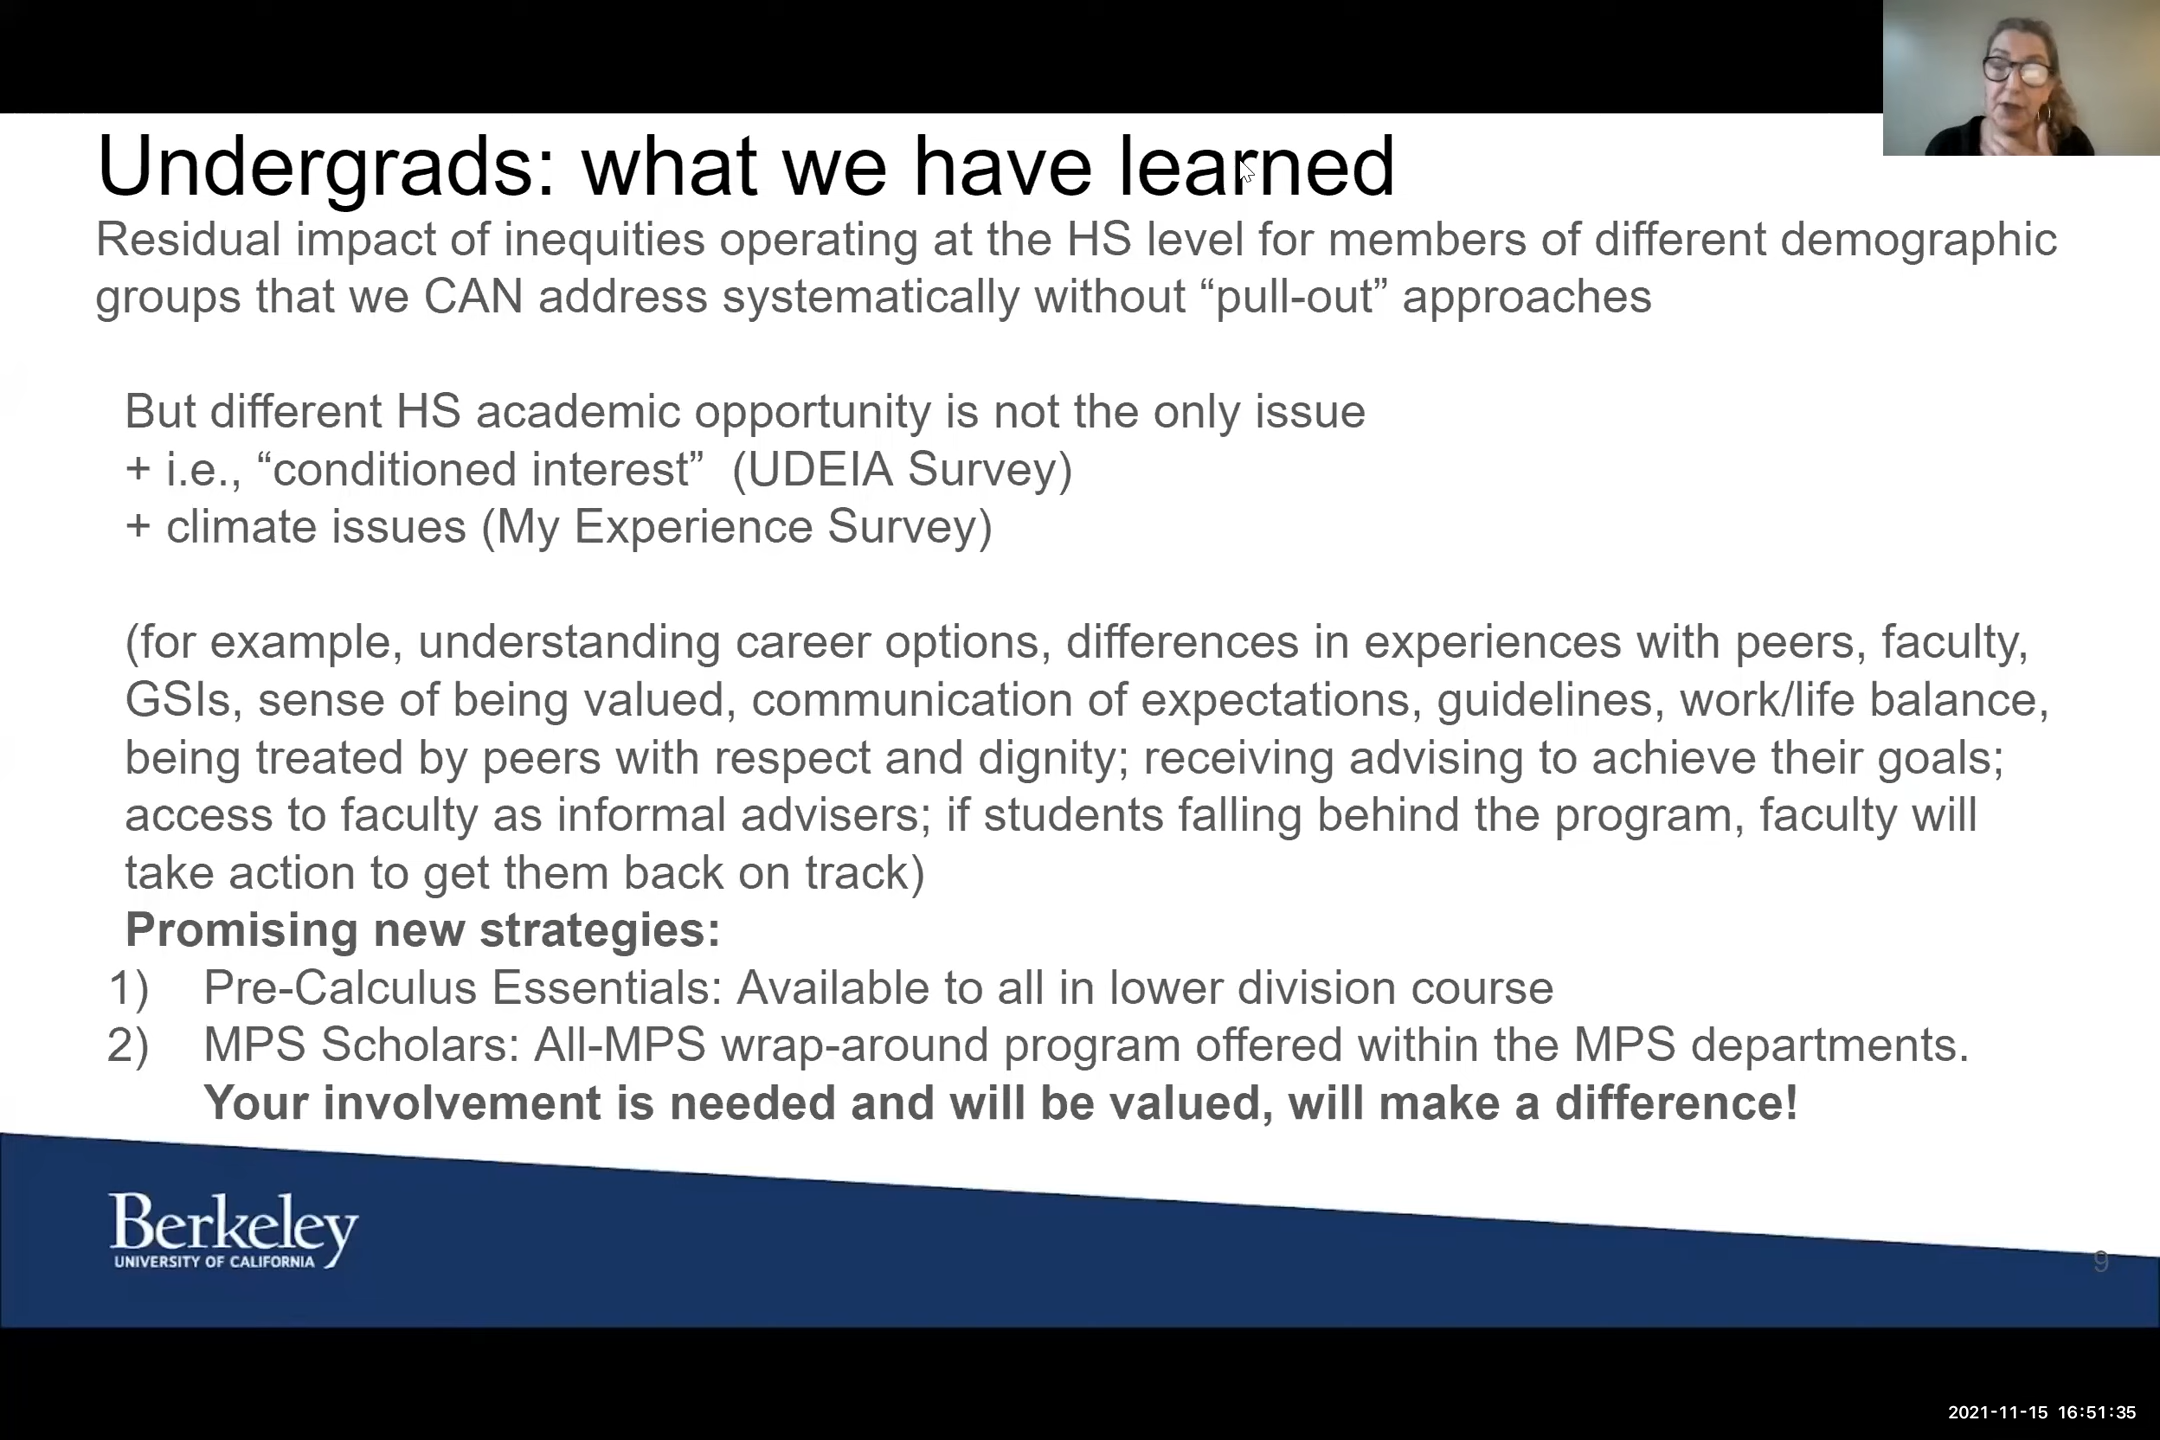 Undergrads: what we have learned
Residual impact of inequities operating at the HS level for members of different demographic
groups that we CAN address systematically without “pull-out” approaches
But different HS academic opportunity is not the only issue
+ i.e., “conditioned interest”  (UDEIA Survey)
+ climate issues (My Experience Survey)
(for example, understanding career options, differences in experiences with peers, faculty,
GSIs, sense of being valued, communication of expectations, guidelines, work/life balance,
being treated by peers with respect and dignity; receiving advising to achieve their goals;
access to faculty as informal advisers; if students falling behind the program, faculty will
take action to get them back on track)
Promising new strategies:
1) Pre-Calculus Essentials: Available to all in lower division course
2) MPS Scholars: All-MPS wrap-around program offered within the MPS departments.
Your involvement is needed and will be valued, will make a difference!
Berkeley
UNIVERSITY OF CALIFORNIA
9
2021-11-15 16:51:35